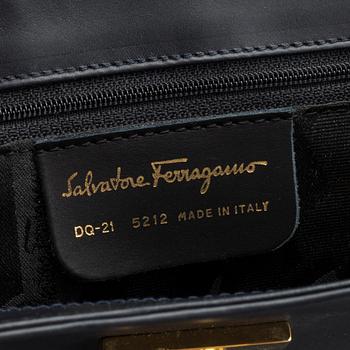 Salvatore Ferragamo
DQ-21 5212 MADE IN ITALY